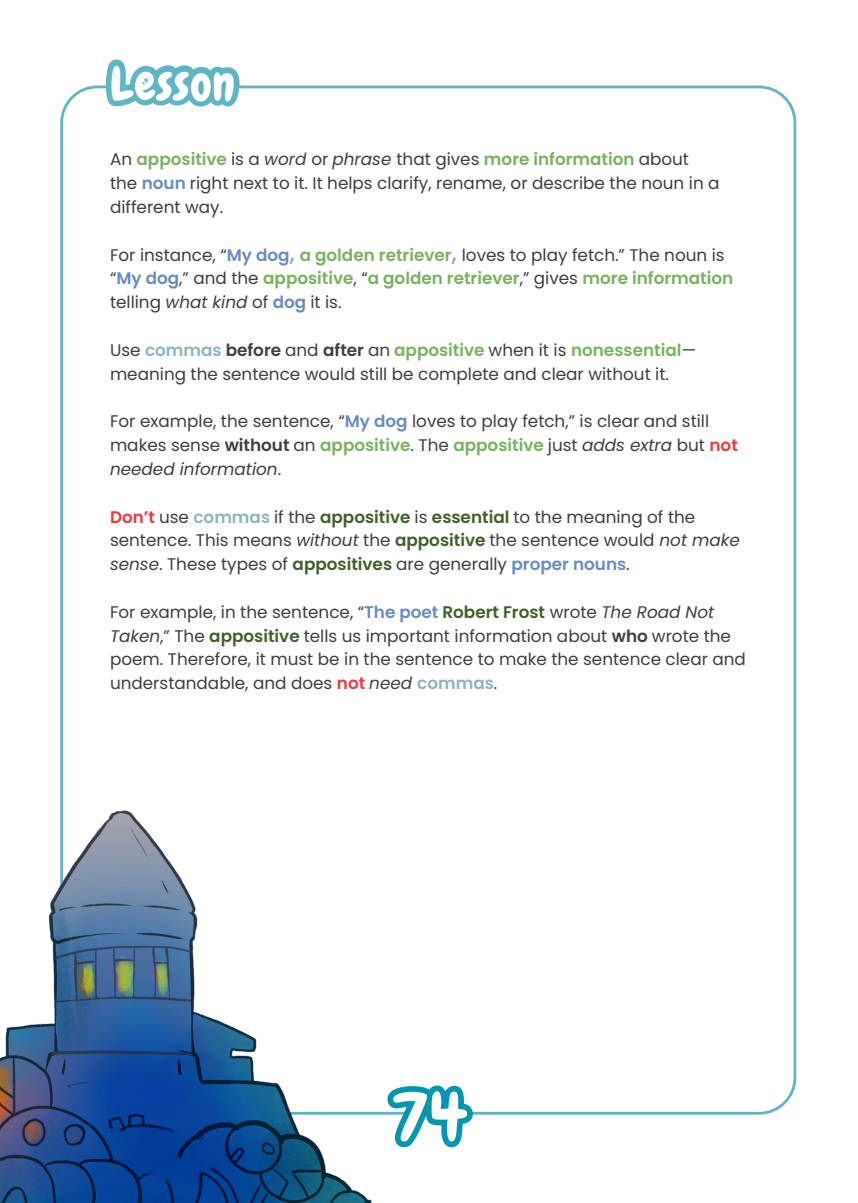 Lesson
An appositive is a word or phrase that gives more information about
the noun right next to it. It helps clarify, rename, or describe the noun in a
different way.
For instance, “My dog, a golden retriever, loves to play fetch.” The noun is
“My dog,” and the appositive, “a golden retriever,” gives more information
telling what kind of dog it is.
Use commas before and after an appositive when it is nonessential—
meaning the sentence would still be complete and clear without it.
For example, the sentence, “My dog loves to play fetch,” is clear and still
makes sense without an appositive. The appositive just adds extra but not
needed information.
Don’t use commas if the appositive is essential to the meaning of the
sentence. This means without the appositive the sentence would not make
sense. These types of appositives are generally proper nouns.
For example, in the sentence, “The poet Robert Frost wrote The Road Not
Taken,” The appositive tells us important information about who wrote the
poem. Therefore, it must be in the sentence to make the sentence clear and
understandable, and does not need commas.
74